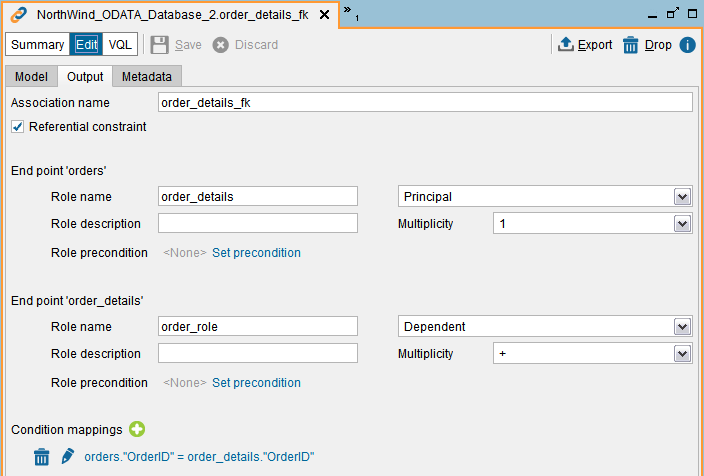 NorthWind_ODATA_Database_2.order_details_fk
1
Summary Edit VQL Save Discard Export Drop
Model Output Metadata
Association name order_details_fk
Referential constraint
End point 'orders'
Role name order_details Principal
Role description Multiplicity 1
Role precondition <None> Set precondition
End point 'order_details'
Role name order_role Dependent
Role description Multiplicity +
Role precondition <None> Set precondition
Condition mappings
orders."OrderID" = order_details."OrderID"